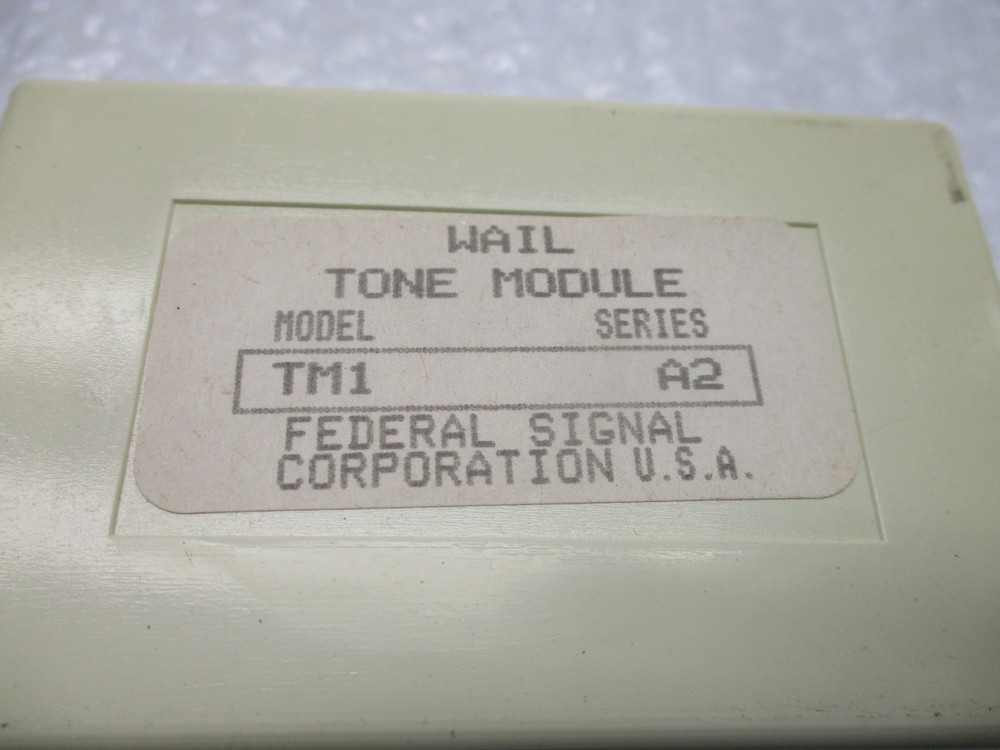 WAIL
TONE MODULE
MODEL SERIES
TM1 A2
FEDERAL SIGNAL
CORPORATION U.S.A.